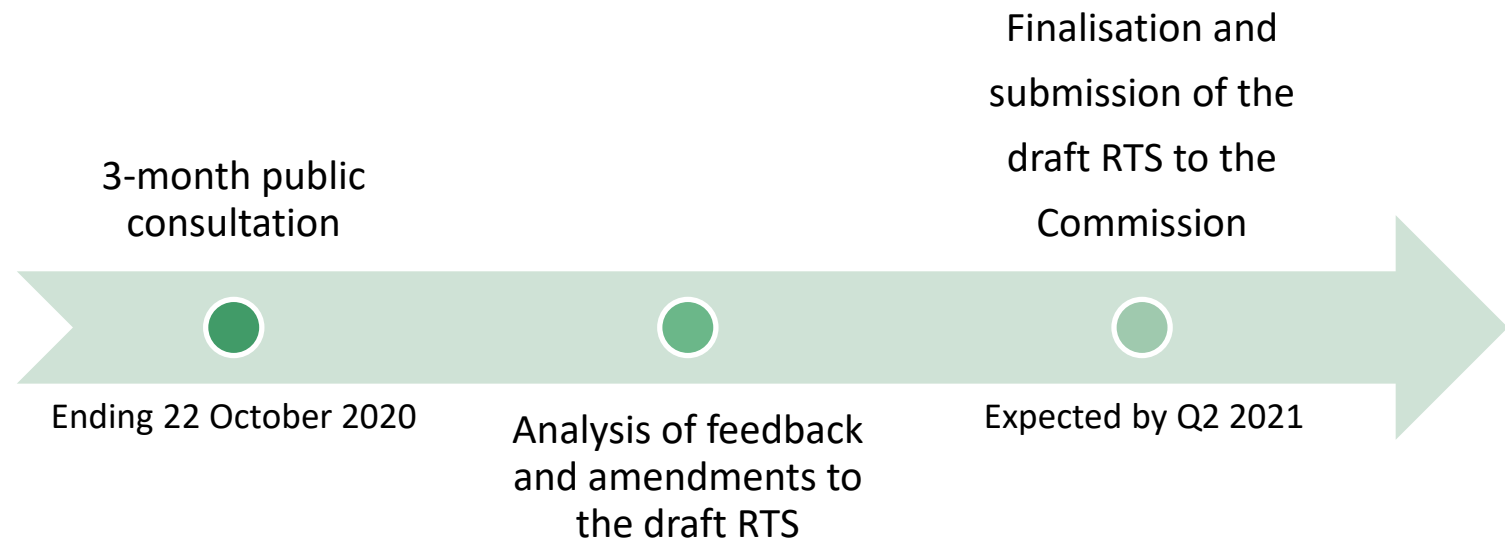 3-month public
consultation
Ending 22 October 2020
Analysis of feedback
and amendments to
the draft RTS
Finalisation and
submission of the
draft RTS to the
Commission
Expected by Q2 2021